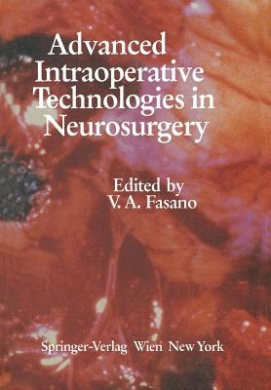 Advanced
Intraoperative
Technologies in
Neurosurgery
Edited by
V. A. Fasano
Springer-Verlag Wien New York